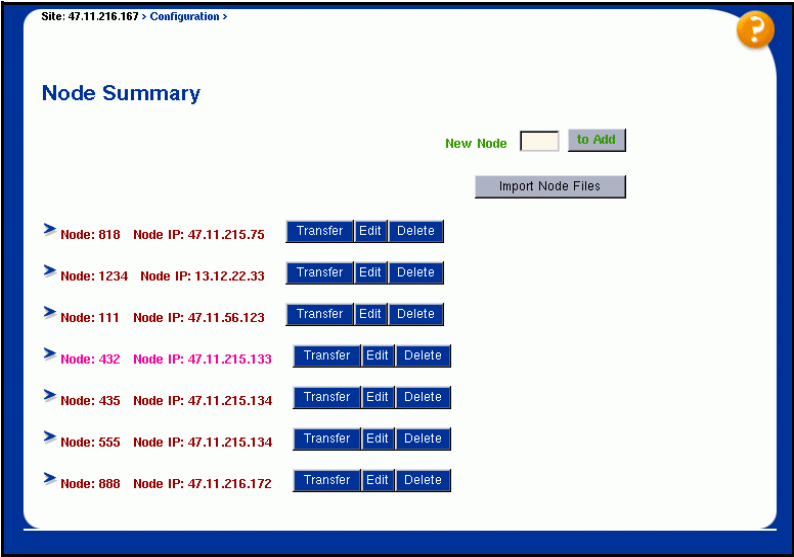 Site: 47.11.216.167 > Configuration >
?
Node Summary
New Node to Add
Import Node Files
Node: 818 Node IP: 47.11.215.75 Transfer Edit Delete
Node: 1234 Node IP: 13.12.22.33 Transfer Edit Delete
Node: 111 Node IP: 47.11.56.123 Transfer Edit Delete
Node: 432 Node IP: 47.11.215.133 Transfer Edit Delete
Node: 435 Node IP: 47.11.215.134 Transfer Edit Delete
Node: 555 Node IP: 47.11.215.134 Transfer Edit Delete
Node: 888 Node IP: 47.11.216.172 Transfer Edit Delete